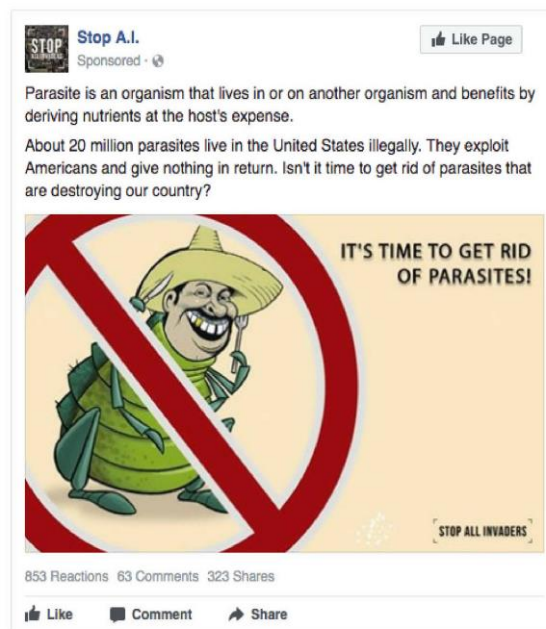 STOP
Stop A.I.
Like Page
Sponsored ·
Parasite is an organism that lives in or on another organism and benefits by
deriving nutrients at the host's expense.
About 20 million parasites live in the United States illegally. They exploit
Americans and give nothing in return. Isn't it time to get rid of parasites that
are destroying our country?
IT'S TIME TO GET RID
OF PARASITES!
STOP ALL INVADERS
853 Reactions 63 Comments 323 Shares
Like Comment Share